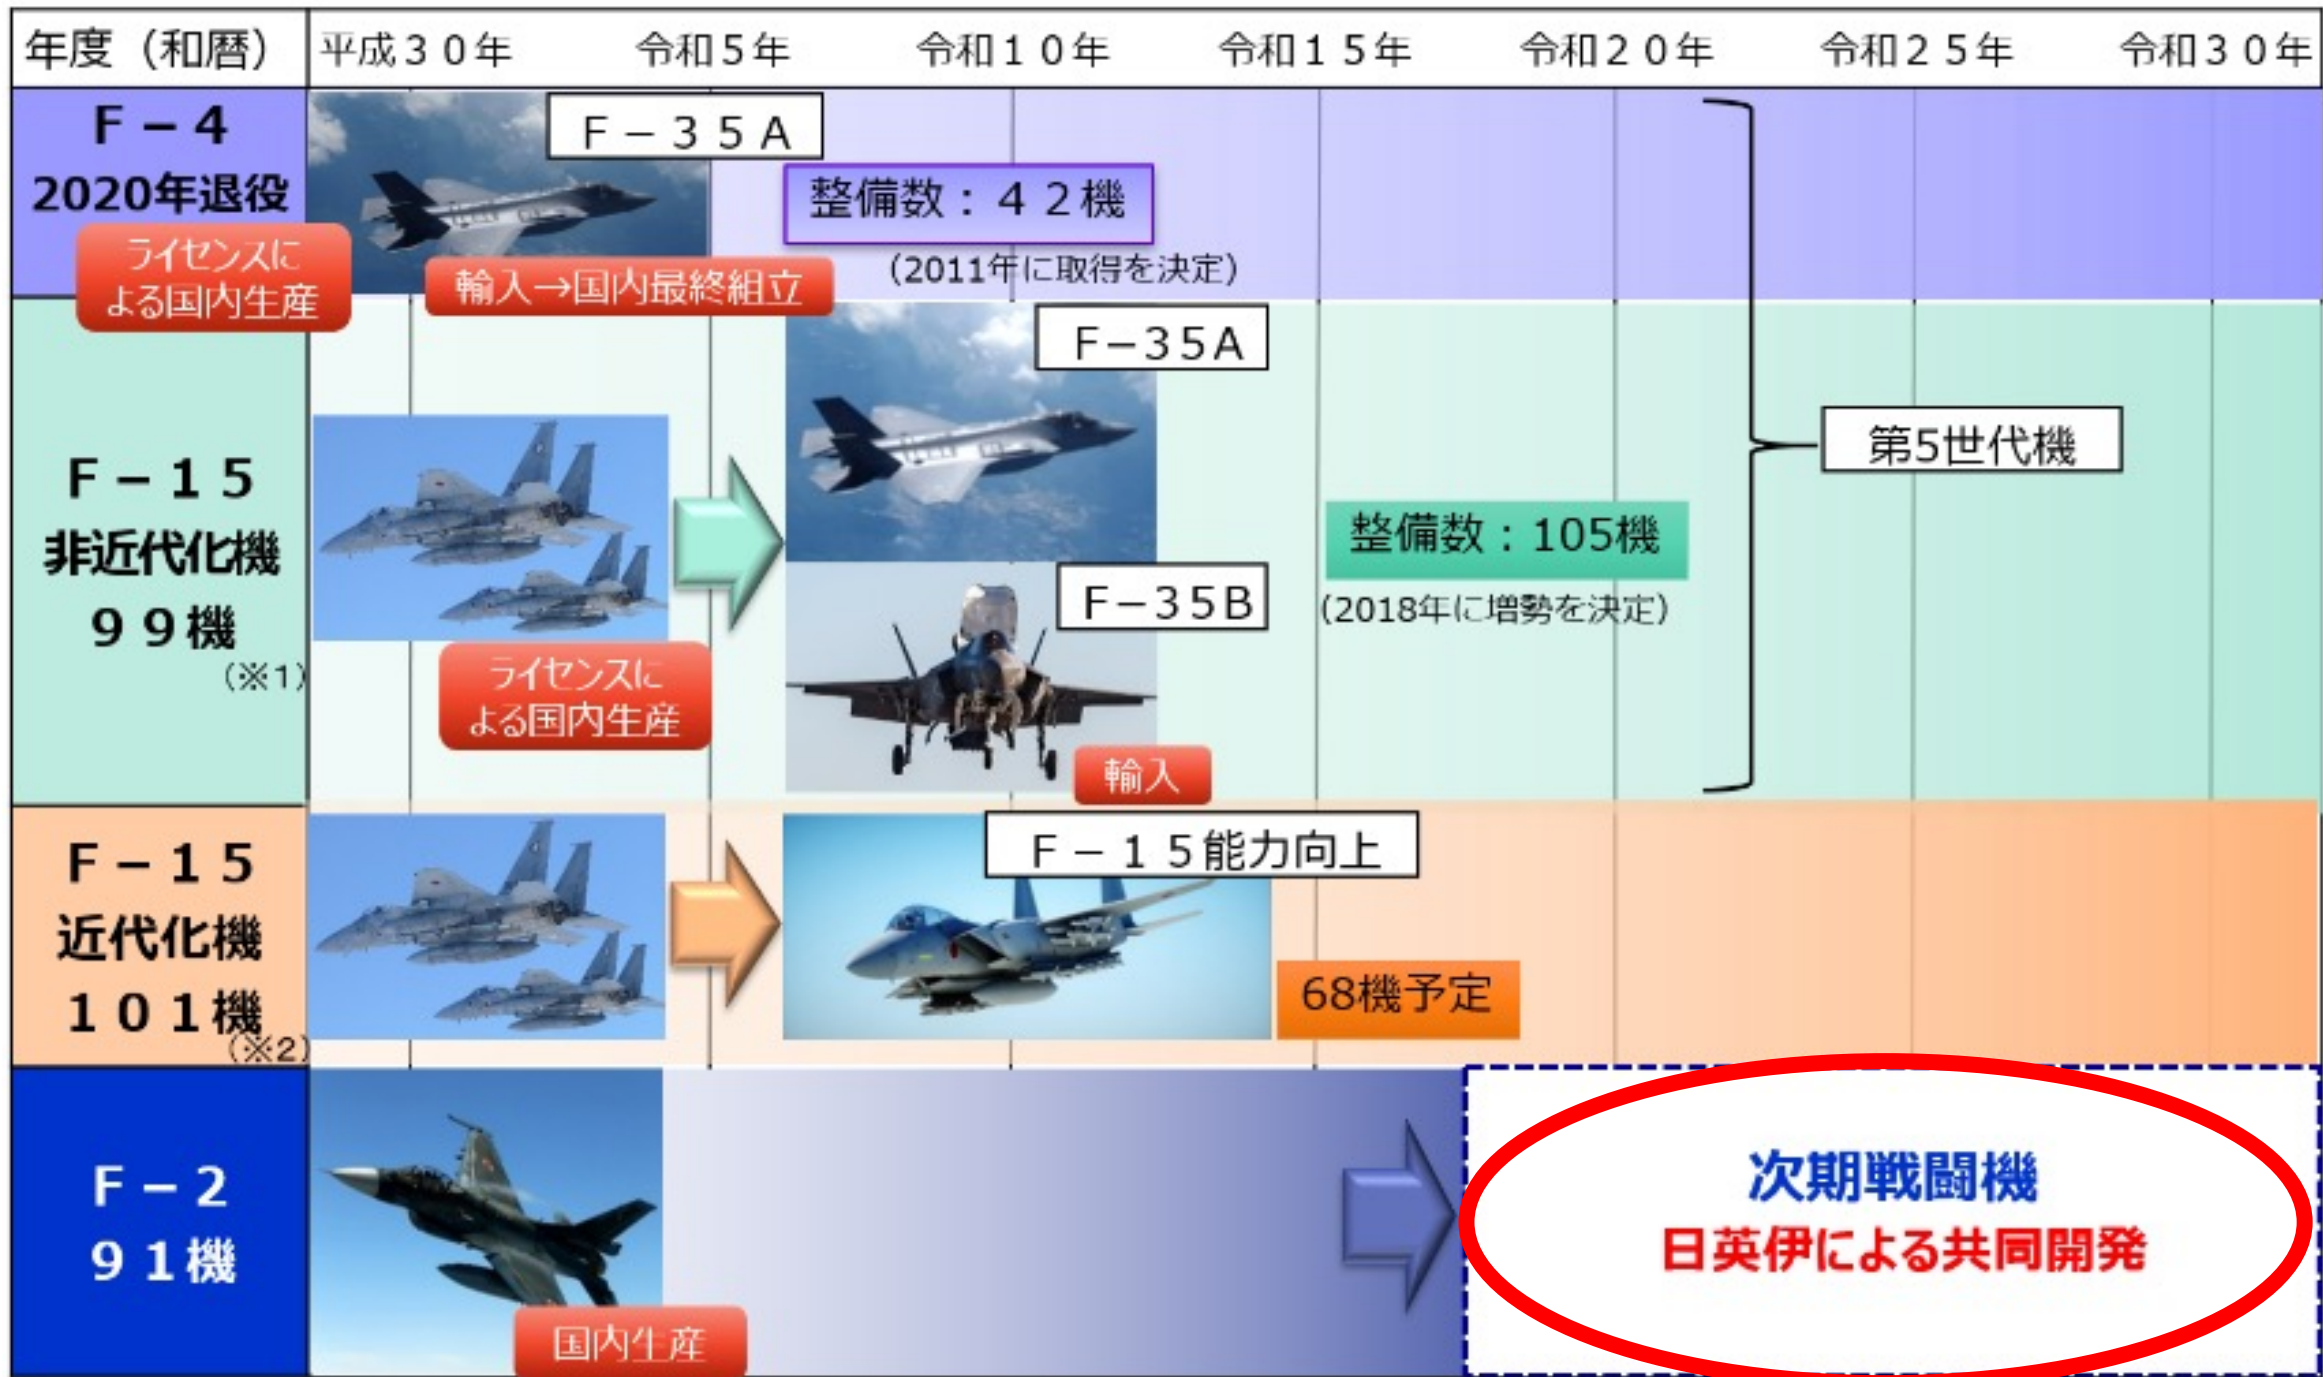 年度（和暦） 平成３０年 令和５年 令和１０年 令和１５年 令和２０年 令和２５年 令和３０年
Ｆ－４
2020年退役
ライセンスに
よる国内生産
Ｆ－３５Ａ
輸入→国内最終組立
整備数：４２機
(2011年に取得を決定)
Ｆ－１５
非近代化機
９９機
(※1)
ライセンスに
よる国内生産
Ｆ－35Ａ
Ｆ－35Ｂ
輸入
整備数：105機
(2018年に増勢を決定)
第5世代機
Ｆ－１５
近代化機
１０１機
(※2)
Ｆ－１５能力向上
68機予定
Ｆ－２
９１機
国内生産
次期戦闘機
日英伊による共同開発